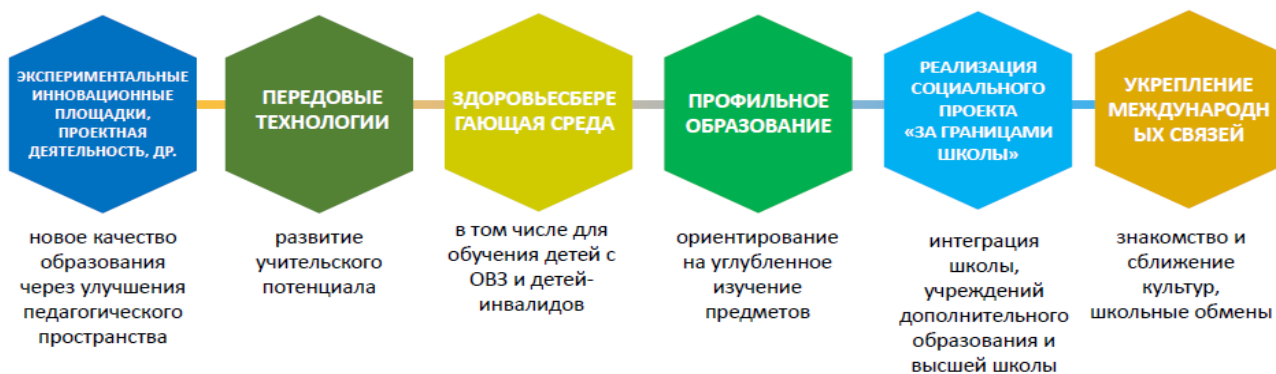 ЭКСПЕРИМЕНТАЛЬНЫЕ
ИННОВАЦИОННЫЕ
ПЛОЩАДКИ,
ПРОЕКТНАЯ
ДЕЯТЕЛЬНОСТЬ, ДР.
новое качество
образования
через улучшения
педагогического
пространства
ПЕРЕДОВЫЕ
ТЕХНОЛОГИИ
развитие
учительского
потенциала
ЗДОРОВЬЕСБЕРЕ
ГАЮЩАЯ СРЕДА
в том числе для
обучения детей с
ОВЗ и детей-
инвалидов
ПРОФИЛЬНОЕ
ОБРАЗОВАНИЕ
ориентирование
на углубленное
изучение
предметов
РЕАЛИЗАЦИЯ
СОЦИАЛЬНОГО
ПРОЕКТА
«ЗА ГРАНИЦАМИ
ШКОЛЫ»
интеграция
школы,
учреждений
дополнительного
образования и
высшей школы
УКРЕПЛЕНИЕ
МЕЖДУНАРОДН
ЫХ СВЯЗЕЙ
знакомство и
сближение
культур,
школьные обмены